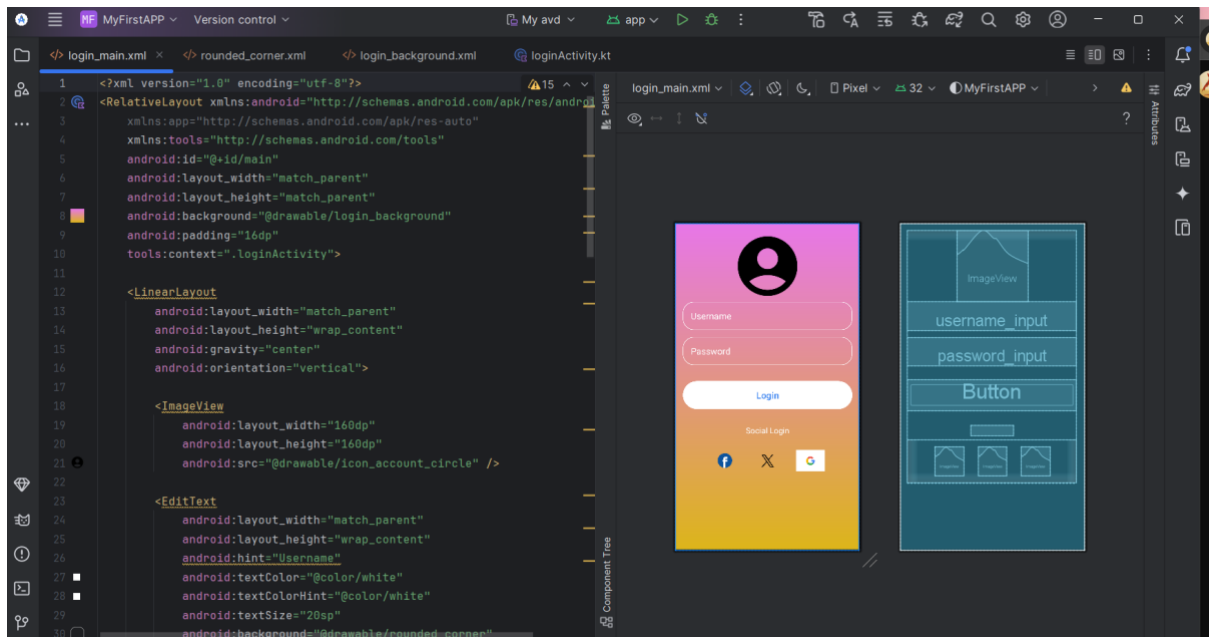 MF MyFirstAPP Version control My avd app
login_main.xml rounded_corner.xml login_background.xml loginActivity.kt
1 <?xml version="1.0" encoding="utf-8"?>
15
2 <RelativeLayout xmlns:android="http://schemas.android.com/apk/res/andro
3 xmlns:app="http://schemas.android.com/apk/res-auto"
4 xmlns:tools="http://schemas.android.com/tools"
5 android:id="@+id/main"
6 android:layout_width="match_parent"
7 android:layout_height="match_parent"
8 android:background="@drawable/login_background"
9 android:padding="16dp"
10 tools:context=".loginActivity">
11
12 <LinearLayout
13 android:layout_width="match_parent"
14 android:layout_height="wrap_content"
15 android:gravity="center"
16 android:orientation="vertical">
17
18 <ImageView
19 android:layout_width="160dp"
20 android:layout_height="160dp"
21 android:src="@drawable/icon_account_circle" />
22
23 <EditText
24 android:layout_width="match_parent"
25 android:layout_height="wrap_content"
26 android:hint="Username"
27 android:textColor="@color/white"
28 android:textColorHint="@color/white"
29 android:textSize="20sp"
30 android:background="@drawable/rounded_corner"
Palette
Component Tree
login_main.xml Pixel 32 MyFirstAPP
?
Attributes
Username
Password
Login
Social Login
f X G
ImageView
username_input
password_input
Button